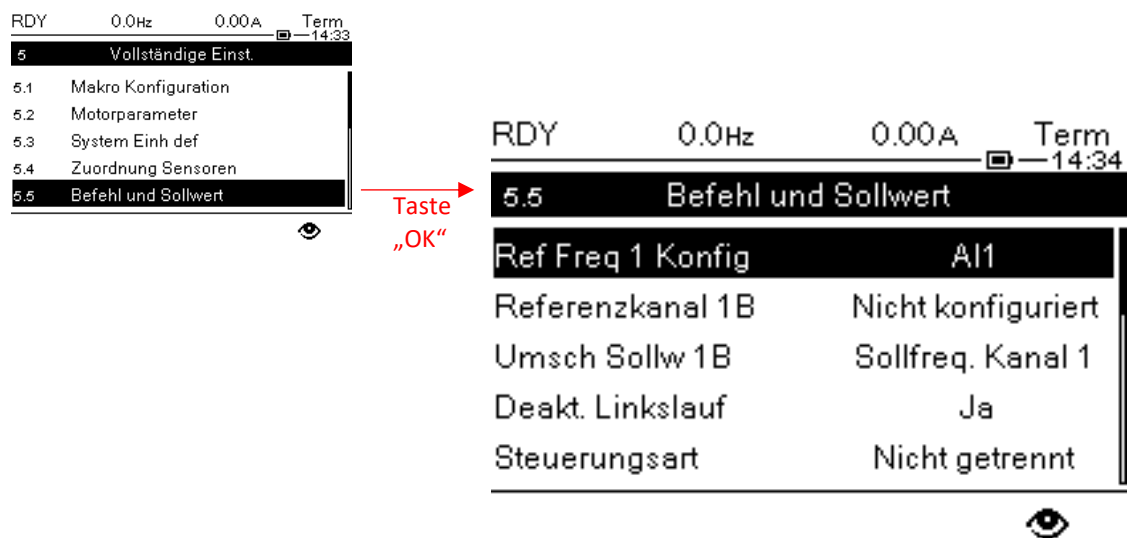 RDY 0.0Hz 0.00A Term
14:33
5 Vollständige Einst.
5.1 Makro Konfiguration
5.2 Motorparameter
5.3 System Einh def
5.4 Zuordnung Sensoren
5.5 Befehl und Sollwert
Taste
„OK“
RDY 0.0Hz 0.00A Term
14:34
5.5 Befehl und Sollwert
Ref Freq 1 Konfig AI1
Referenzkanal 1B Nicht konfiguriert
Umsch Sollw 1B Sollfreq. Kanal 1
Deakt. Linkslauf Ja
Steuerungsart Nicht getrennt